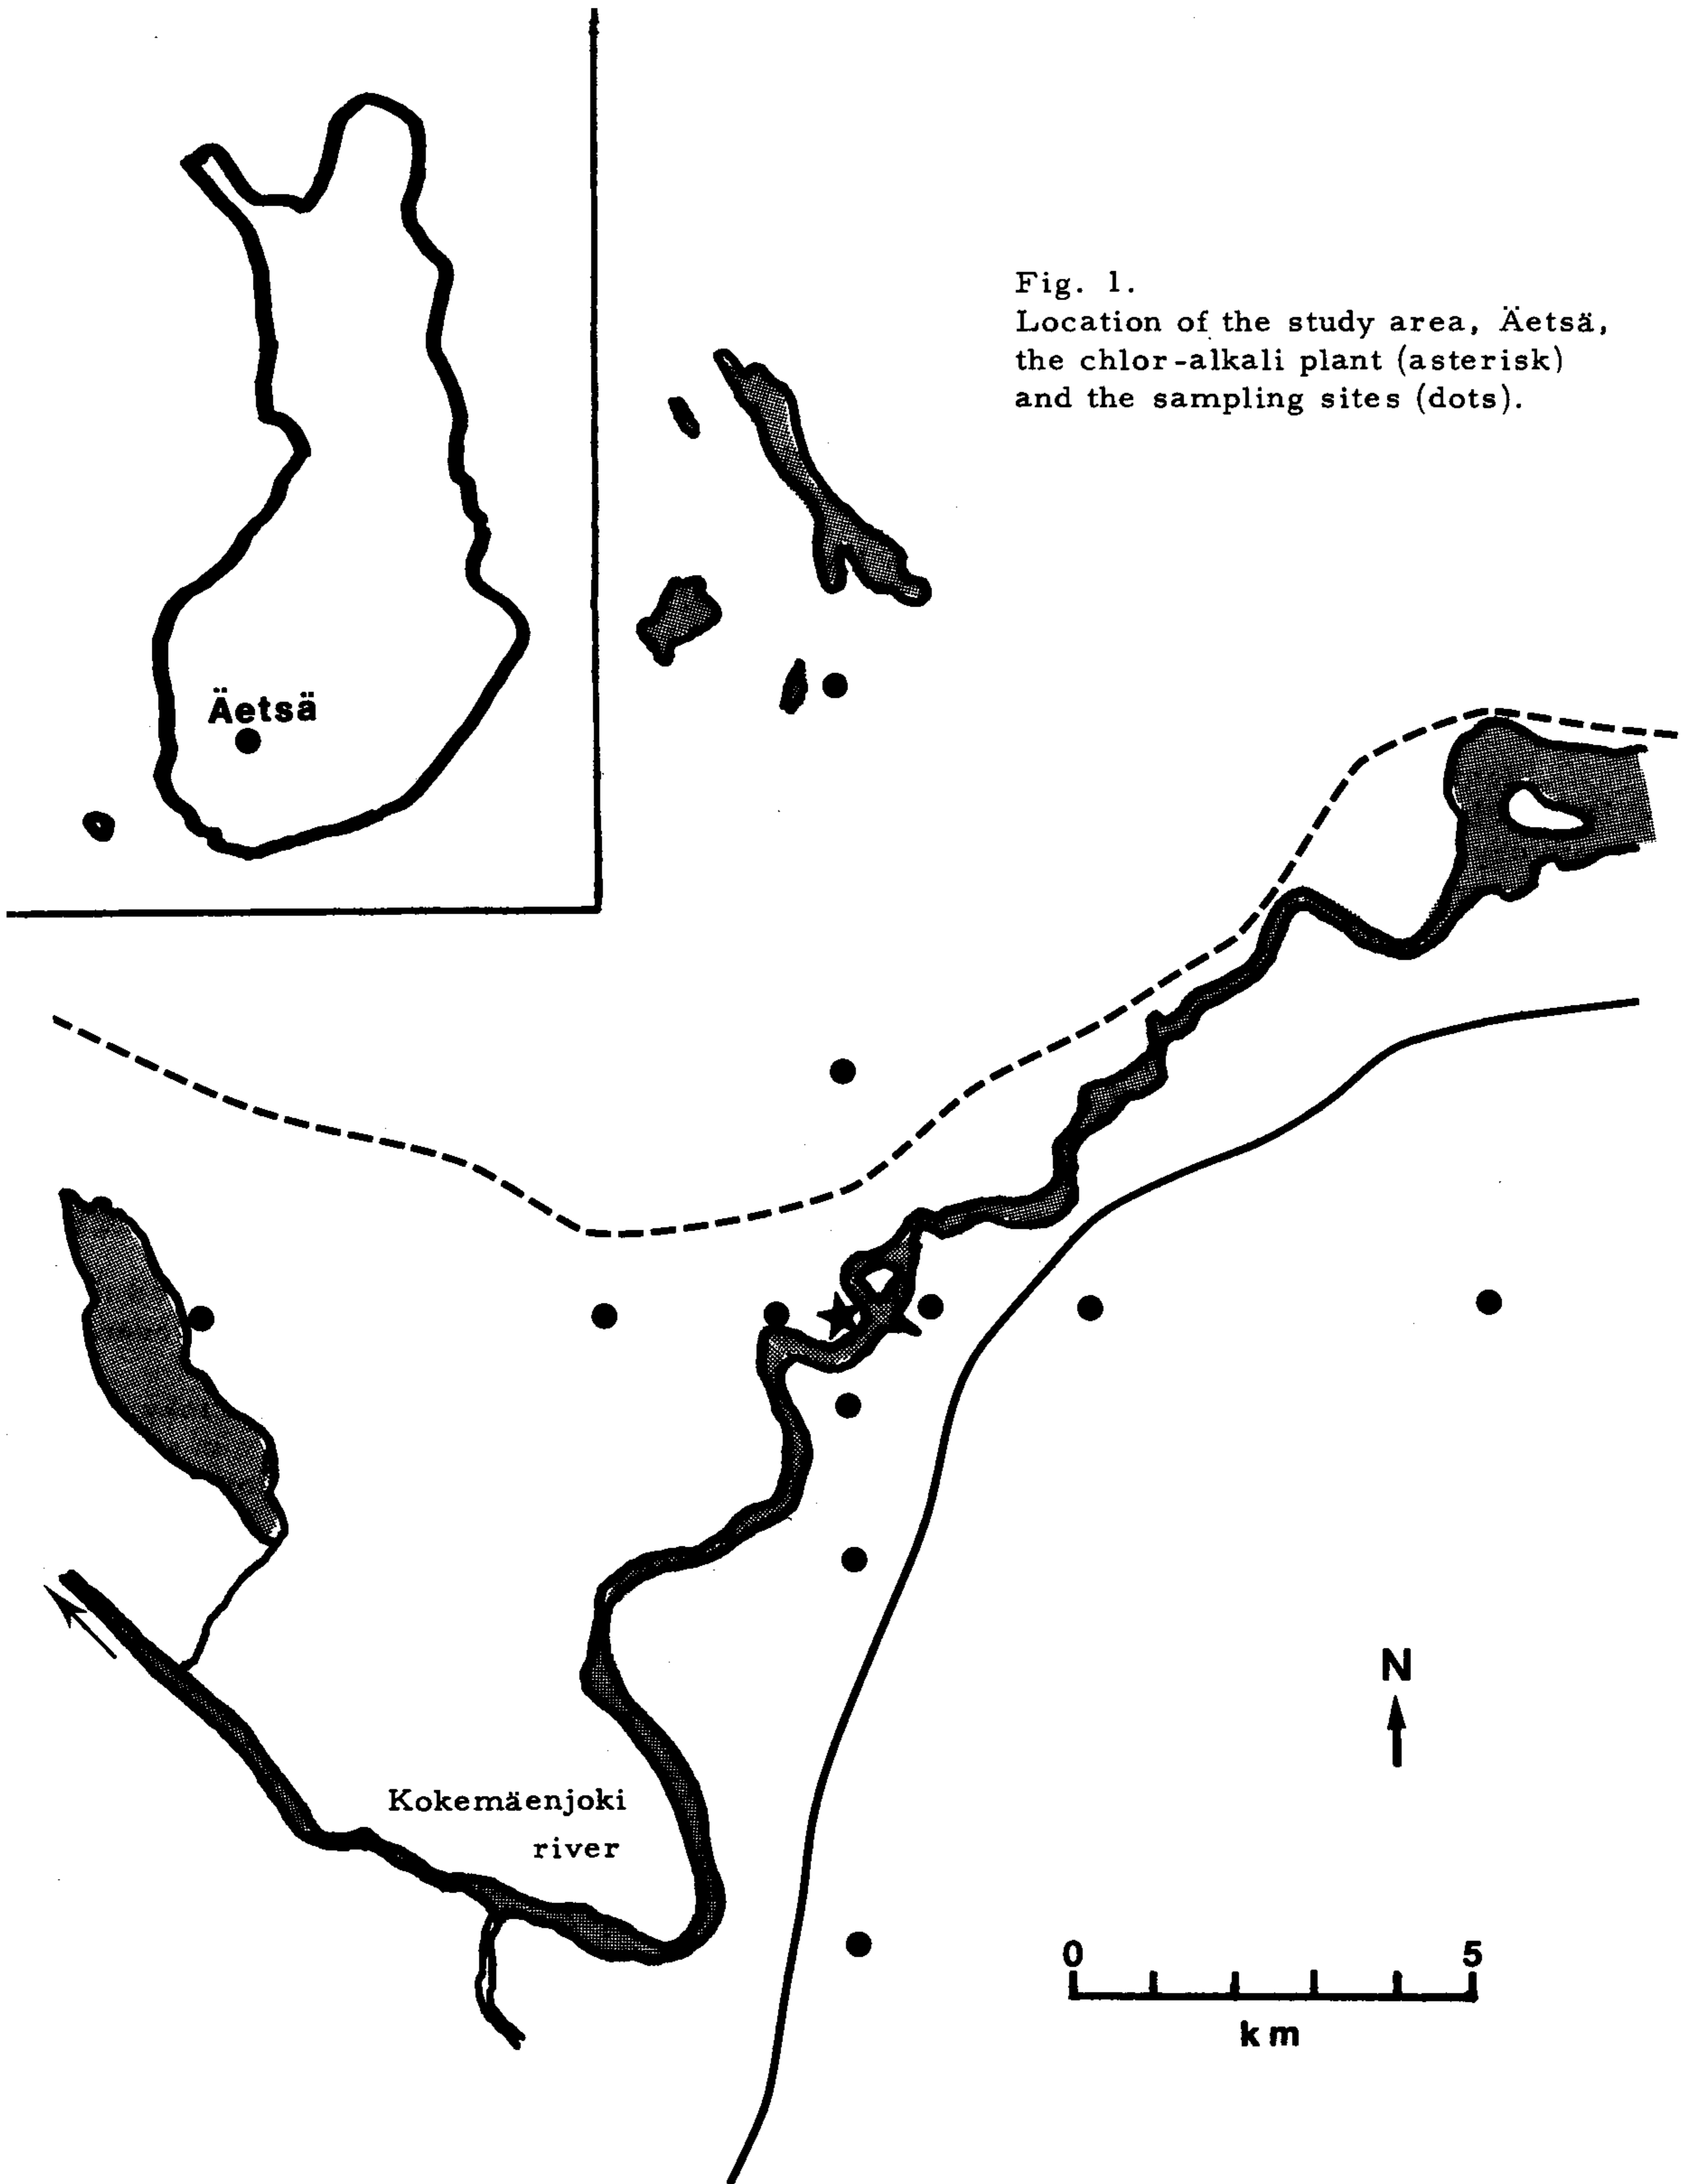 Fig. 1.
Location of the study area, Äetsä,
the chlor-alkali plant (asterisk)
and the sampling sites (dots).
Äetsä
Kokemäenjoki
river
N
0 5
km